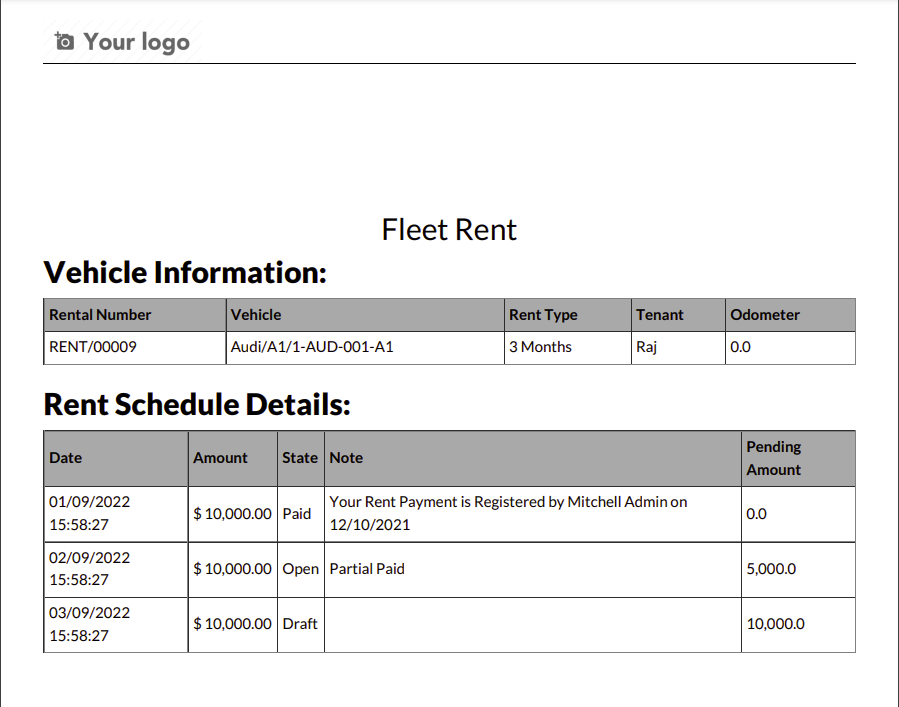 Your logo
Fleet Rent
Vehicle Information:
Rental Number Vehicle Rent Type Tenant Odometer
RENT/00009 Audi/A1/1-AUD-001-A1 3 Months Raj 0.0
Rent Schedule Details:
Date Amount State Note Pending Amount
01/09/2022 15:58:27 $ 10,000.00 Paid Your Rent Payment is Registered by Mitchell Admin on 12/10/2021 0.0
02/09/2022 15:58:27 $ 10,000.00 Open Partial Paid 5,000.0
03/09/2022 15:58:27 $ 10,000.00 Draft 10,000.0